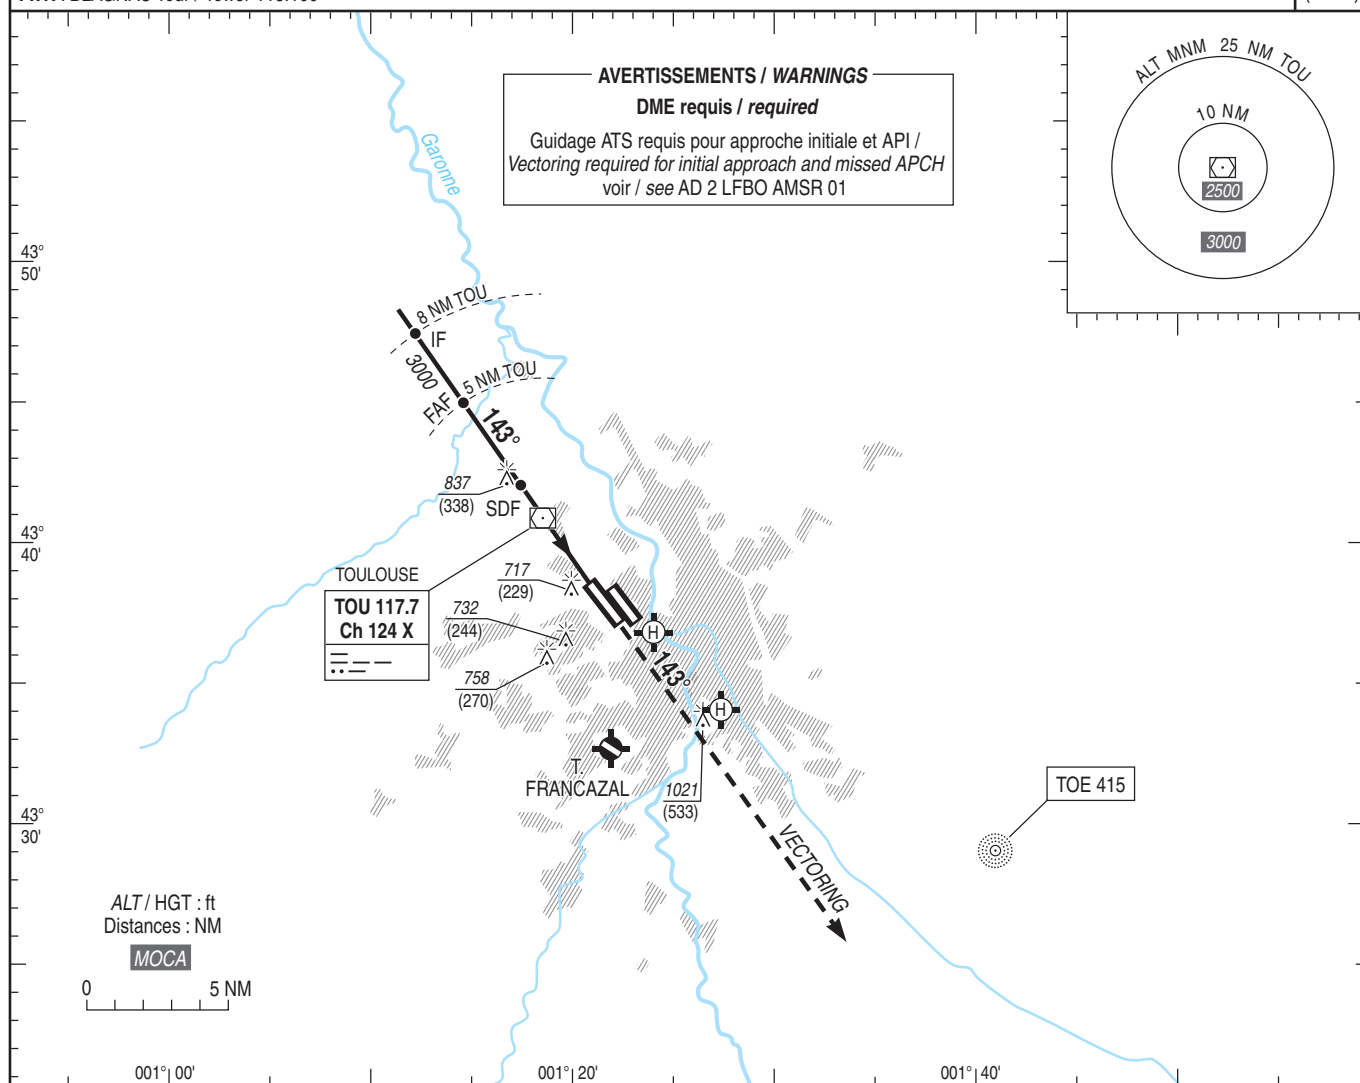 AVERTISSEMENTS / WARNINGS
DME requis / required
Guidage ATS requis pour approche initiale et API /
Vectoring required for initial approach and missed APCH
voir / see AD 2 LFBO AMSR 01
ALT MNM 25 NM TOU
10 NM
2500
3000
Garonne
43°
50'
8 NM TOU
IF
3000
5 NM TOU
FAF
143°
837
(338)
SDF
43°
40'
TOULOUSE
TOU 117.7
Ch 124 X
717
(229)
732
(244)
758
(270)
H
143°
H
T.
FRANCAZAL
1021
(533)
TOE 415
43°
30'
VECTORING
ALT / HGT : ft
Distances : NM
MOCA
0 5 NM
001° 00'
001° 20'
001° 40'